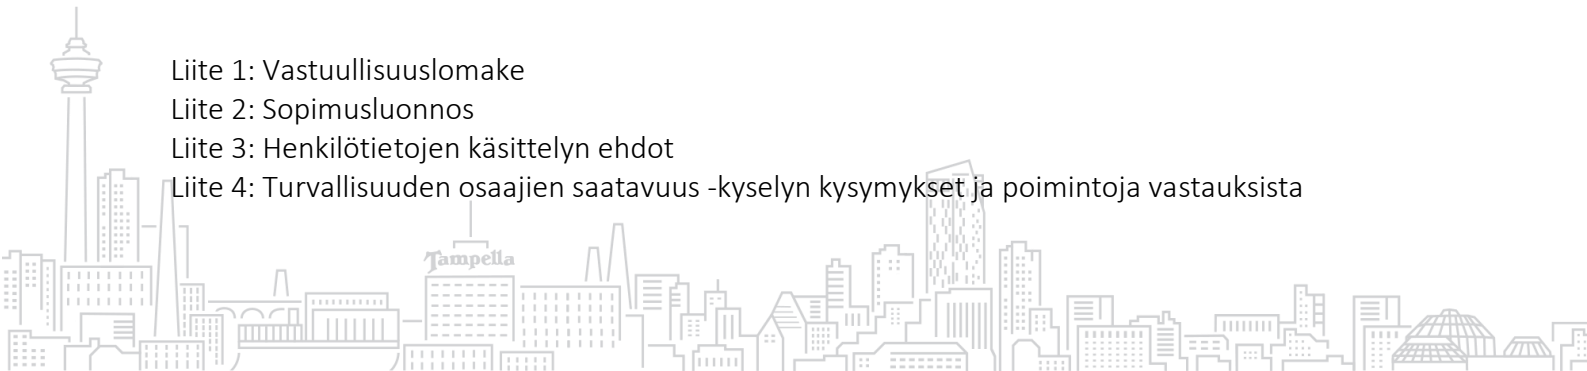 Liite 1: Vastuullisuuslomake
Liite 2: Sopimusluonnos
Liite 3: Henkilötietojen käsittelyn ehdot
Liite 4: Turvallisuuden osaajien saatavuus -kyselyn kysymykset ja poimintoja vastauksista
Tampella